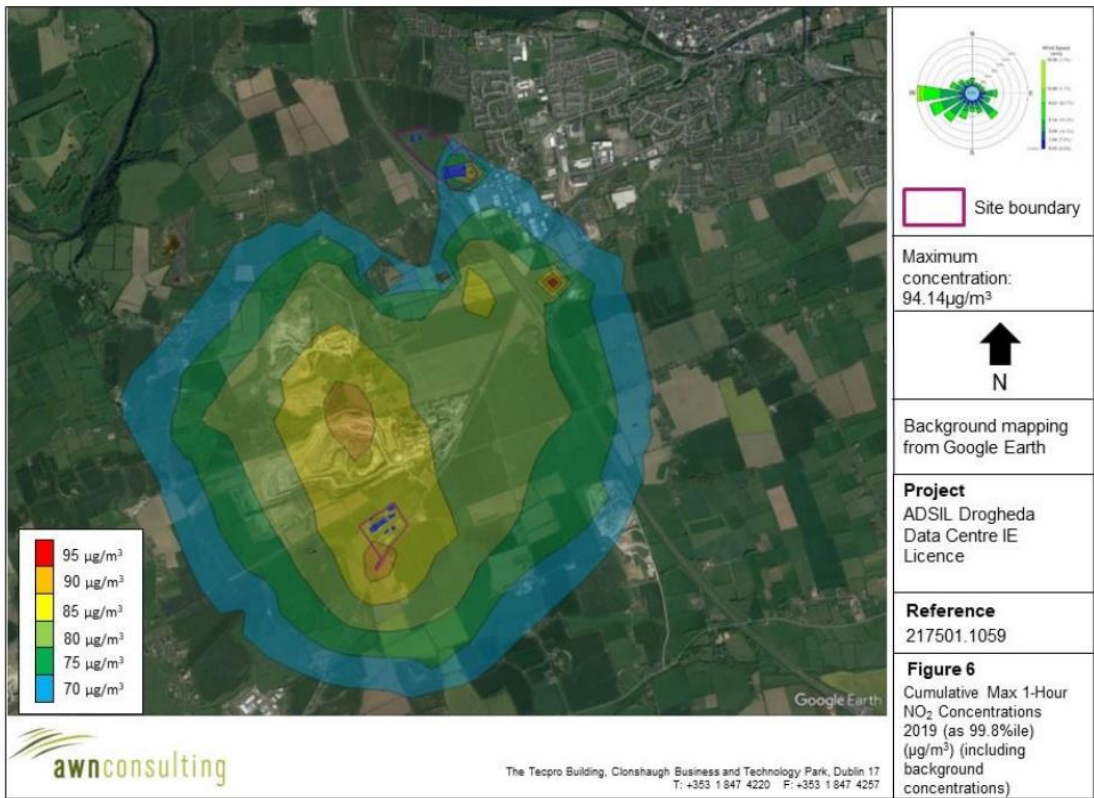 N
W
E
S
Site boundary
Maximum
concentration:
94.14µg/m³
N
Background mapping
from Google Earth
Project
ADSIL Drogheda
Data Centre IE
Licence
Reference
217501.1059
Figure 6
Cumulative Max 1-Hour
NO₂ Concentrations
2019 (as 99.8%ile)
(µg/m³) (including
background
concentrations)
95 µg/m³
90 µg/m³
85 µg/m³
80 µg/m³
75 µg/m³
70 µg/m³
Google Earth
awnconsulting
The Tecpro Building, Clonshaugh Business and Technology Park, Dublin 17
T: +353 1 847 4220 F: +353 1 847 4257